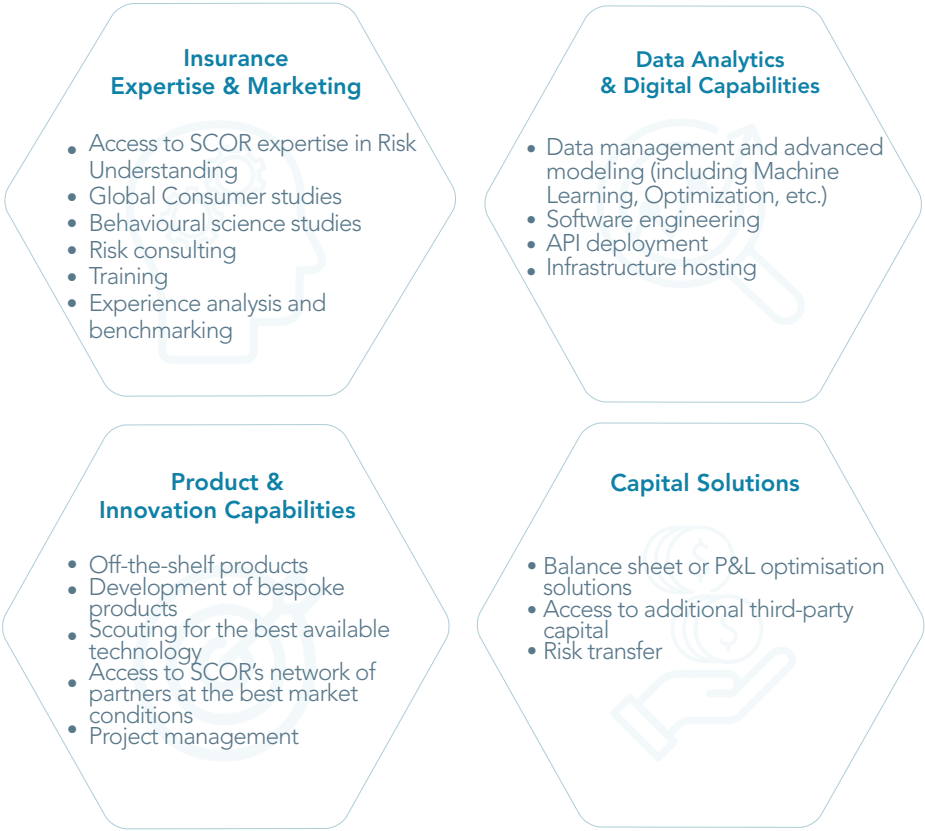 Insurance
Expertise & Marketing
• Access to SCOR expertise in Risk
Understanding
• Global Consumer studies
• Behavioural science studies
• Risk consulting
• Training
• Experience analysis and
benchmarking
Data Analytics
& Digital Capabilities
• Data management and advanced
modeling (including Machine
Learning, Optimization, etc.)
• Software engineering
• API deployment
• Infrastructure hosting
Product &
Innovation Capabilities
• Off-the-shelf products
• Development of bespoke
products
• Scouting for the best available
technology
• Access to SCOR’s network of
partners at the best market
conditions
• Project management
Capital Solutions
• Balance sheet or P&L optimisation
solutions
• Access to additional third-party
capital
• Risk transfer
$
$